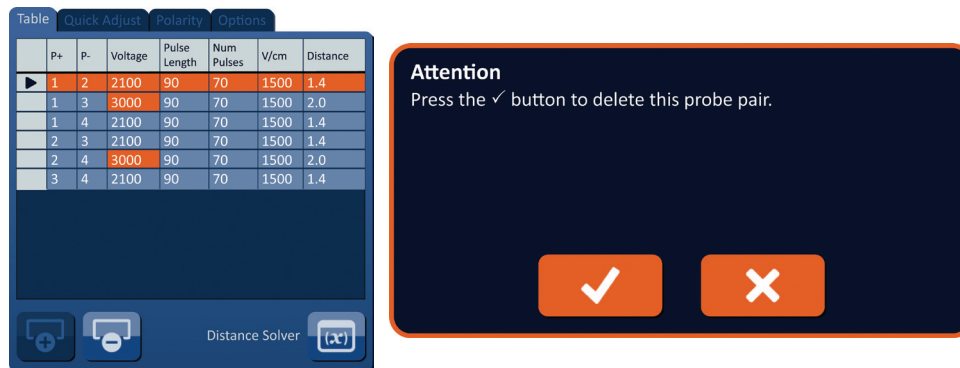 Table Quick Adjust Polarity Options
P+ P- Voltage Pulse Length Num Pulses V/cm Distance
1 2 2100 90 70 1500 1.4
1 3 3000 90 70 1500 2.0
1 4 2100 90 70 1500 1.4
2 3 2100 90 70 1500 1.4
2 4 3000 90 70 1500 2.0
3 4 2100 90 70 1500 1.4
Distance Solver (x)
Attention
Press the ✓ button to delete this probe pair.